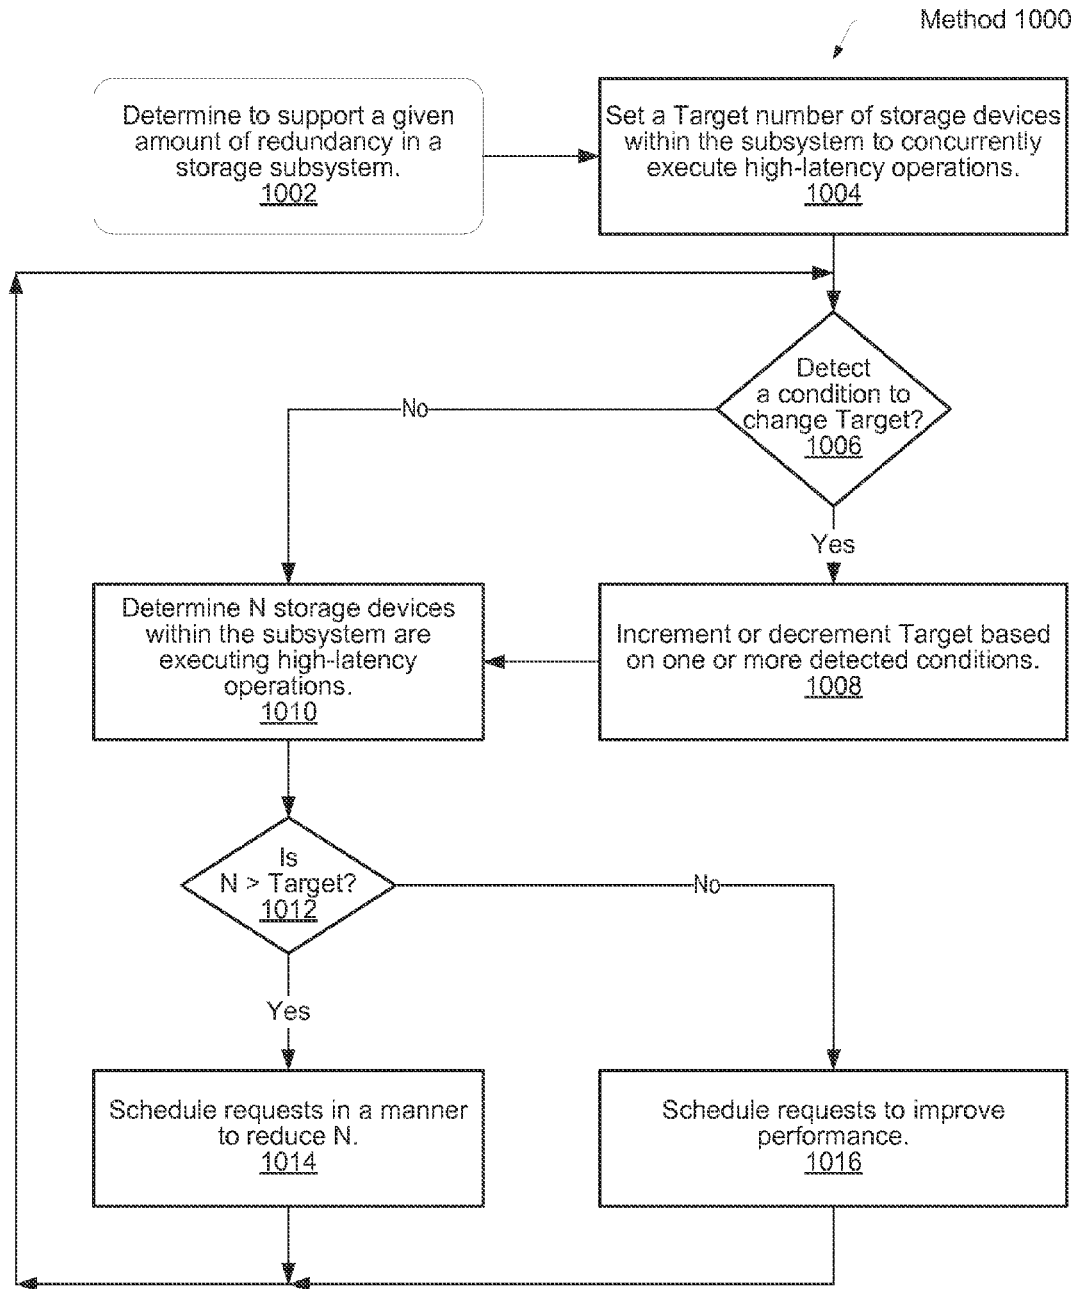 Method 1000
Determine to support a given
amount of redundancy in a
storage subsystem.
1002
Set a Target number of storage devices
within the subsystem to concurrently
execute high-latency operations.
1004
Detect
a condition to
change Target?
1006
No
Yes
Determine N storage devices
within the subsystem are
executing high-latency
operations.
1010
Increment or decrement Target based
on one or more detected conditions.
1008
Is
N > Target?
1012
No
Yes
Schedule requests in a manner
to reduce N.
1014
Schedule requests to improve
performance.
1016